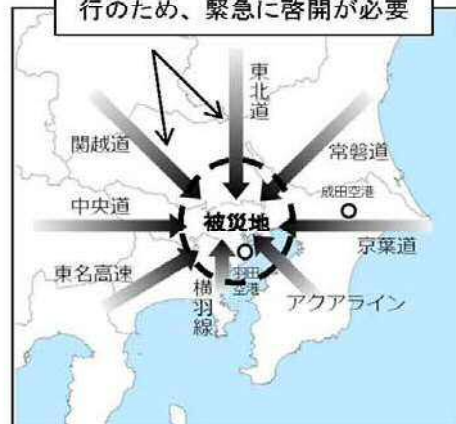 行のため、緊急に啓開が必要
東北道
関越道
常磐道
成田空港
中央道
被災地
京葉道
羽田
空港
東名高速
横羽線
アクアライン